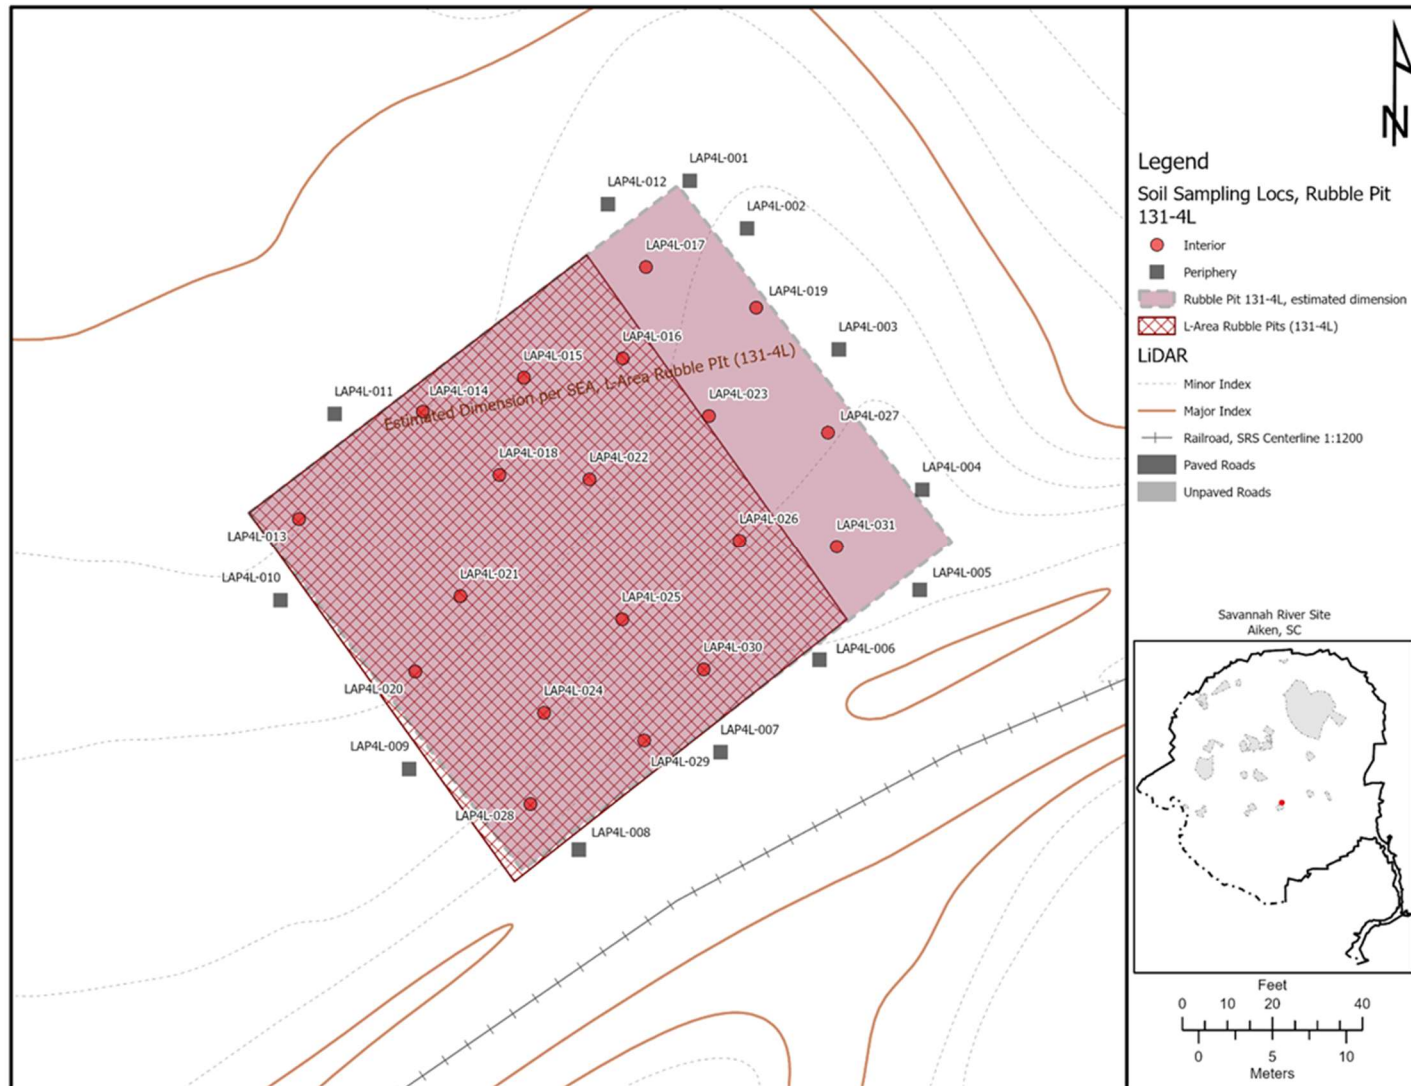 LAP4L-001
LAP4L-012
LAP4L-002
LAP4L-017
LAP4L-019
LAP4L-003
LAP4L-016
LAP4L-015
Estimated Dimension per SEA, L-Area Rubble PIt (131-4L)
LAP4L-011
LAP4L-014
LAP4L-023
LAP4L-027
LAP4L-018
LAP4L-022
LAP4L-004
LAP4L-013
LAP4L-026
LAP4L-031
LAP4L-010
LAP4L-021
LAP4L-005
LAP4L-025
LAP4L-030
LAP4L-006
LAP4L-020
LAP4L-024
LAP4L-007
LAP4L-009
LAP4L-029
LAP4L-028
LAP4L-008
N
Legend
Soil Sampling Locs, Rubble Pit
131-4L
Interior
Periphery
Rubble Pit 131-4L, estimated dimension
L-Area Rubble Pits (131-4L)
LiDAR
Minor Index
Major Index
Railroad, SRS Centerline 1:1200
Paved Roads
Unpaved Roads
Savannah River Site
Aiken, SC
Feet
0 10 20 40
0 5 10
Meters